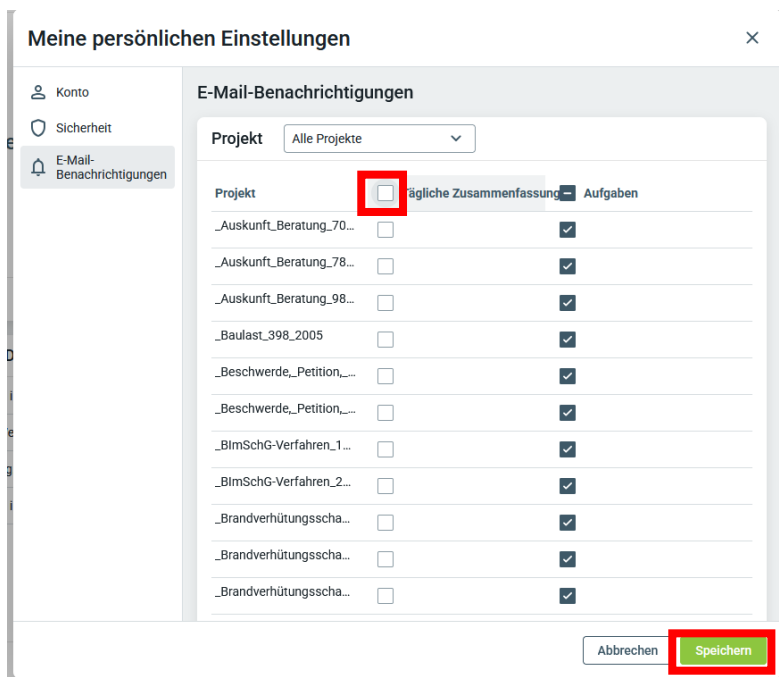 Meine persönlichen Einstellungen
Konto
Sicherheit
E-Mail-
Benachrichtigungen
E-Mail-Benachrichtigungen
Projekt Alle Projekte
Projekt Tägliche Zusammenfassung Aufgaben
_Auskunft_Beratung_70...
_Auskunft_Beratung_78...
_Auskunft_Beratung_98...
_Baulast_398_2005
_Beschwerde,_Petition,_...
_Beschwerde,_Petition,_...
_BImSchG-Verfahren_1...
_BImSchG-Verfahren_2...
_Brandverhütungsscha...
_Brandverhütungsscha...
_Brandverhütungsscha...
Abbrechen Speichern